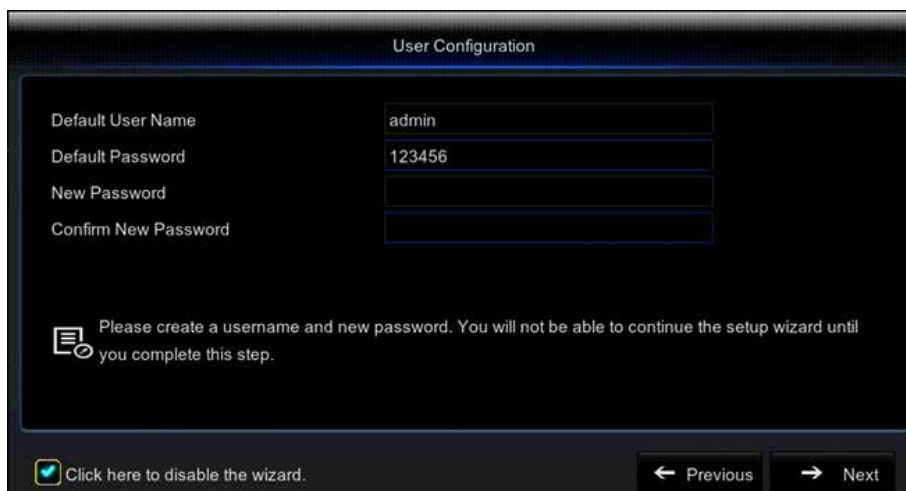 User Configuration
Default User Name admin
Default Password 123456
New Password
Confirm New Password
Please create a username and new password. You will not be able to continue the setup wizard until
you complete this step.
Click here to disable the wizard. Previous Next